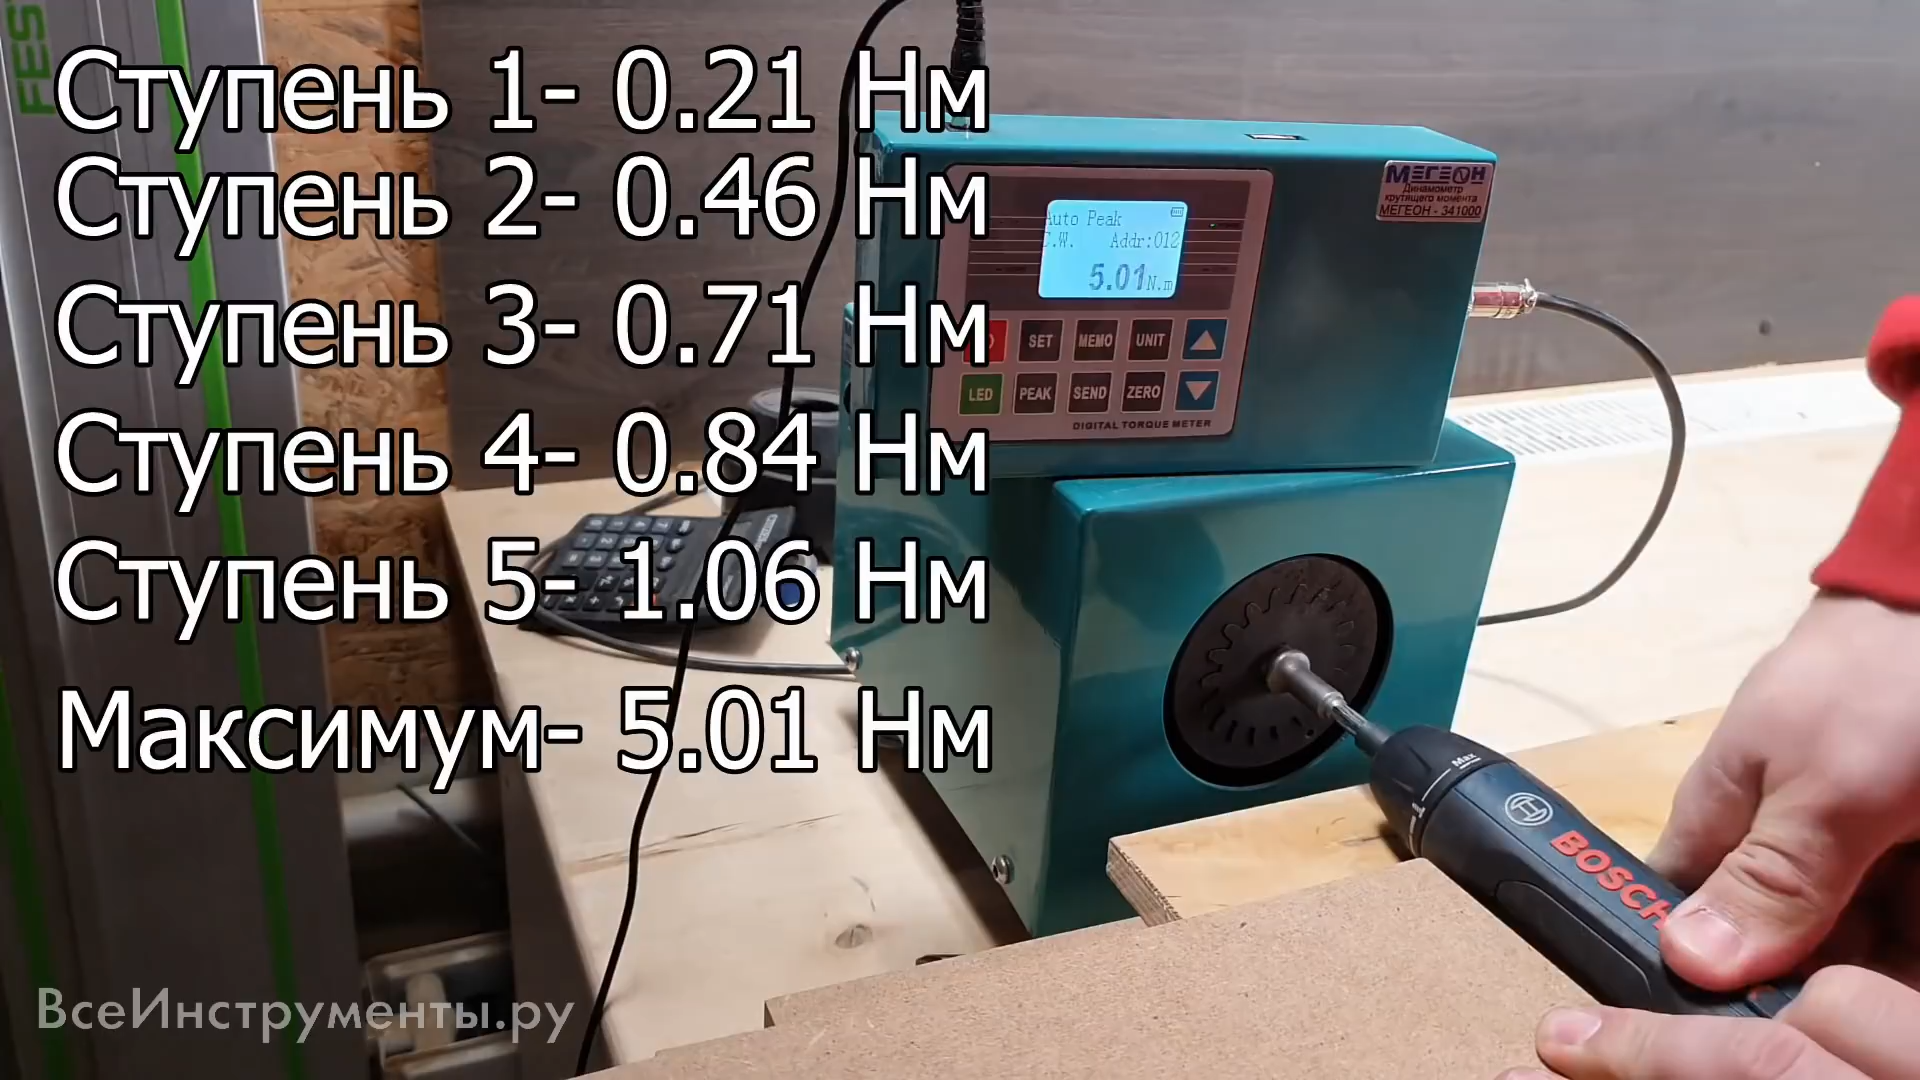 Ступень 1- 0.21 Нм
Ступень 2- 0.46 Нм
Ступень 3- 0.71 Нм
Ступень 4- 0.84 Нм
Ступень 5- 1.06 Нм
Максимум- 5.01 Нм
FES
МЕГЕОН
Динамометр
крутящего момента
МЕГЕОН - 341000
Auto Peak
C.W. Addr:012
5.01 N.m
SET MEMO UNIT
LED PEAK SEND ZERO
DIGITAL TORQUE METER
Max
BOSCH
ВсеИнструменты.ру